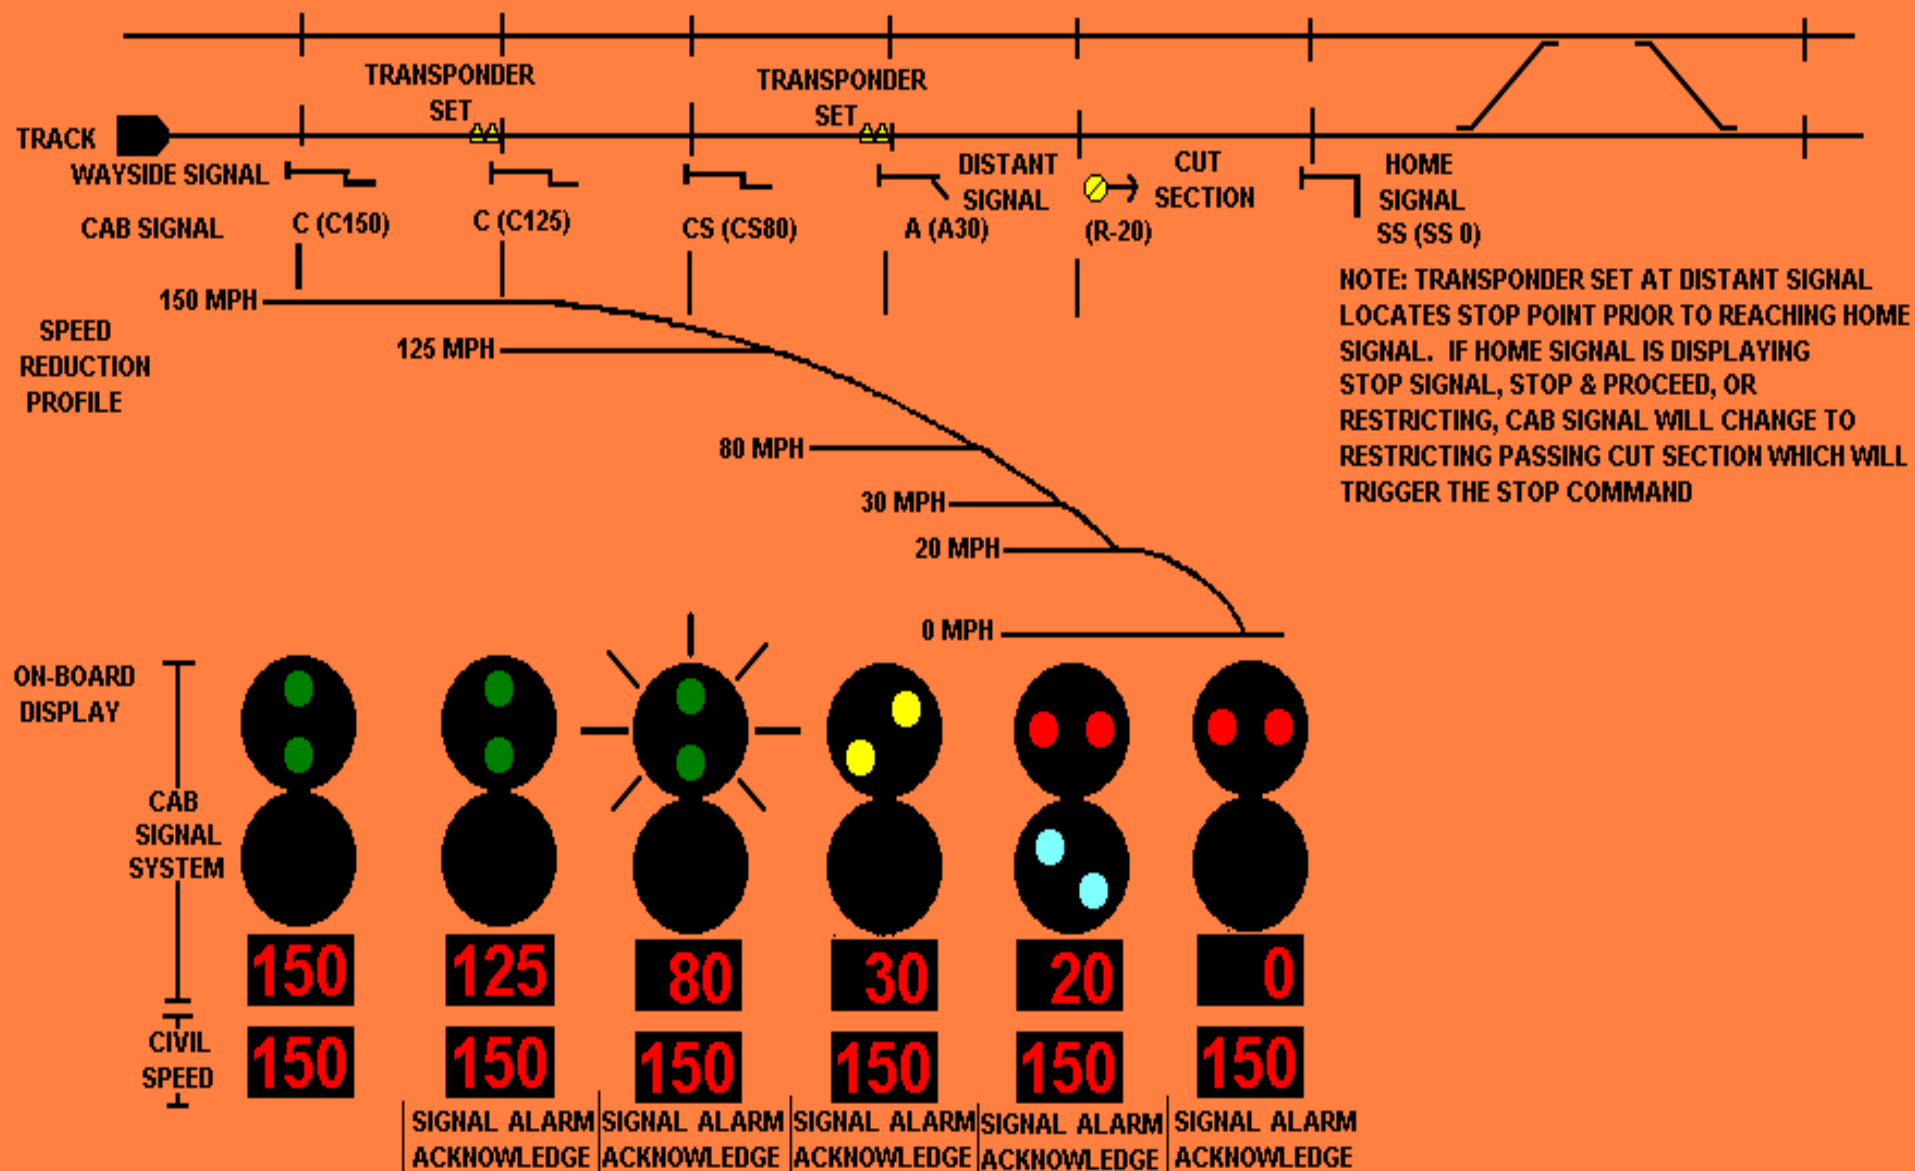 TRANSPONDER
SET
TRANSPONDER
SET
TRACK
WAYSIDE SIGNAL
DISTANT
SIGNAL
CUT
SECTION
HOME
SIGNAL
SS (SS 0)
CAB SIGNAL
C (C150)
C (C125)
CS (CS80)
A (A30)
(R-20)
NOTE: TRANSPONDER SET AT DISTANT SIGNAL
LOCATES STOP POINT PRIOR TO REACHING HOME
SIGNAL. IF HOME SIGNAL IS DISPLAYING
STOP SIGNAL, STOP & PROCEED, OR
RESTRICTING, CAB SIGNAL WILL CHANGE TO
RESTRICTING PASSING CUT SECTION WHICH WILL
TRIGGER THE STOP COMMAND
SPEED
REDUCTION
PROFILE
150 MPH
125 MPH
80 MPH
30 MPH
20 MPH
0 MPH
ON-BOARD
DISPLAY
CAB
SIGNAL
SYSTEM
150
125
80
30
20
0
CIVIL
SPEED
150
150
150
150
150
150
SIGNAL ALARM
ACKNOWLEDGE
SIGNAL ALARM
ACKNOWLEDGE
SIGNAL ALARM
ACKNOWLEDGE
SIGNAL ALARM
ACKNOWLEDGE
SIGNAL ALARM
ACKNOWLEDGE